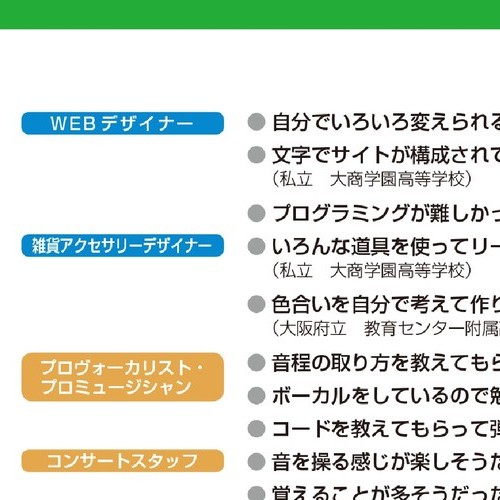 WEBデザイナー
● 自分でいろいろ変えられる
● 文字でサイトが構成されて
（私立　大商学園高等学校）
● プログラミングが難しかっ
雑貨アクセサリーデザイナー
● いろんな道具を使ってリー
（私立　大商学園高等学校）
● 色合いを自分で考えて作り
（大阪府立　教育センター附属
プロヴォーカリスト・
プロミュージシャン
● 音程の取り方を教えてもら
● ボーカルをしているので勉
● コードを教えてもらって弾
コンサートスタッフ
● 音を操る感じが楽しそうだ
● 覚えることが多そうだった